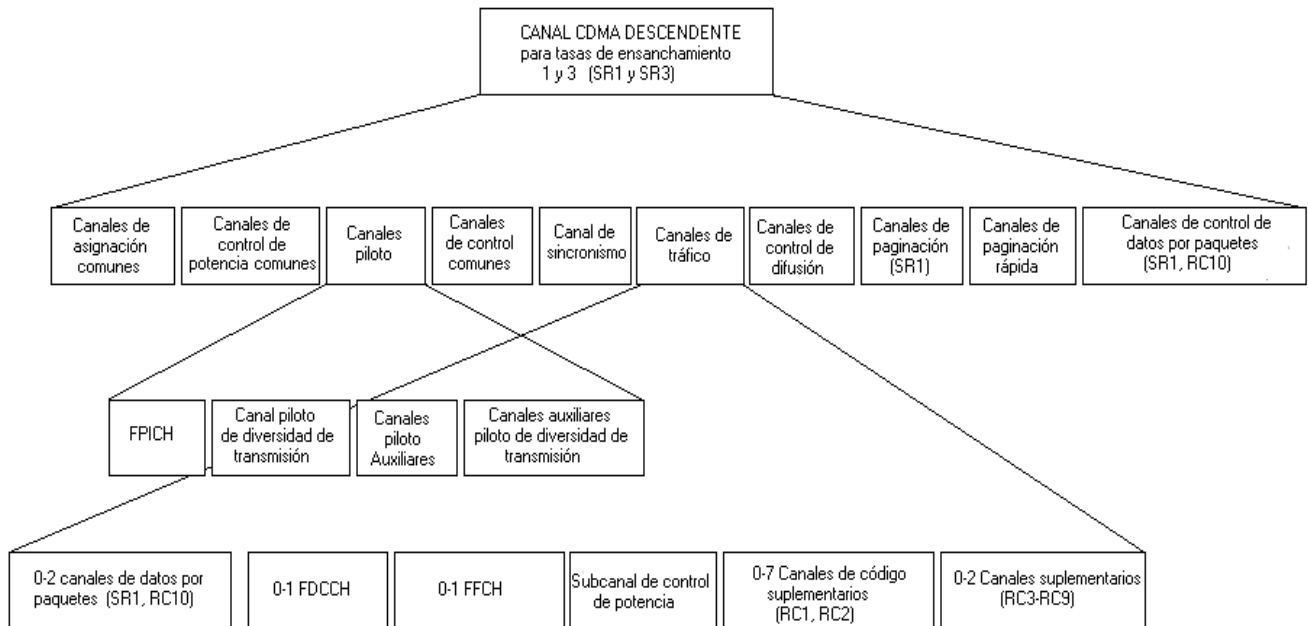 CANAL CDMA DESCENDENTE
para tasas de ensanchamiento
1 y 3 (SR1 y SR3)
Canales de
asignación
comunes
Canales de
control de
potencia comunes
Canales
piloto
Canales
de control
comunes
Canal de
sincronismo
Canales de
tráfico
Canales de
control de
difusión
Canales de
paginación
(SR1)
Canales de
paginación
rápida
Canales de control de
datos por paquetes
(SR1, RC10)
FPICH
Canal piloto
de diversidad de
transmisión
Canales
piloto
Auxiliares
Canales auxiliares
piloto de diversidad de
transmisión
0-2 canales de datos por
paquetes (SR1, RC10)
0-1 FDCCH
0-1 FFCH
Subcanal de control
de potencia
0-7 Canales de código
suplementarios
(RC1, RC2)
0-2 Canales suplementarios
(RC3-RC9)